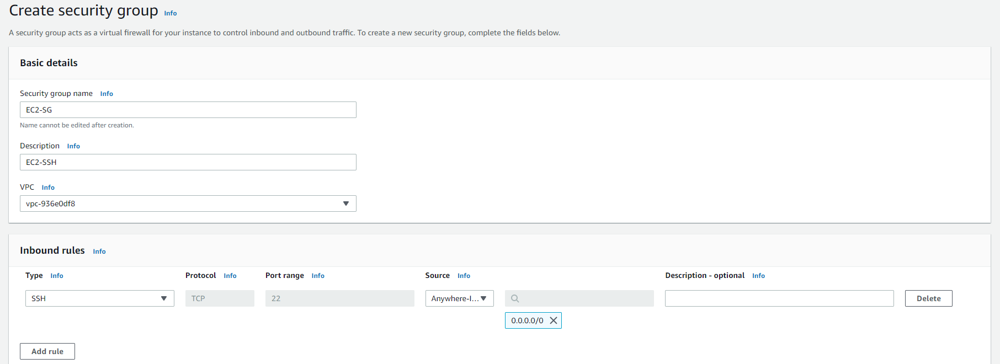 Create security group Info
A security group acts as a virtual firewall for your instance to control inbound and outbound traffic. To create a new security group, complete the fields below.
Basic details
Security group name Info
EC2-SG
Name cannot be edited after creation.
Description Info
EC2-SSH
VPC Info
vpc-936e0df8
Inbound rules Info
Type Info Protocol Info Port range Info Source Info Description - optional Info
SSH TCP 22 Anywhere-I... Delete
0.0.0.0/0
Add rule